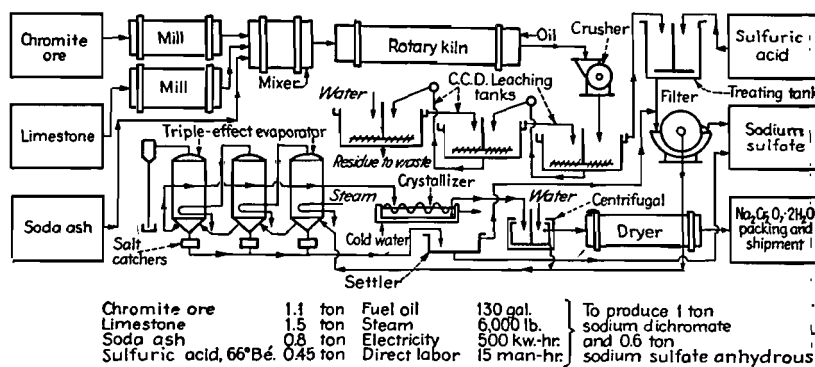 Chromite
ore
Mill
Mill
Mixer
Rotary kiln
Oil
Crusher
Sulfuric
acid
Treating tank
Limestone
Water
C.C.D. Leaching
tanks
Residue to waste
Filter
Sodium
sulfate
Triple-effect evaporator
Steam
Crystallizer
Soda ash
Salt
catchers
Cold water
Settler
Water
Centrifugal
Dryer
packing and
shipment
Chromite ore 1.1 ton Fuel oil 130 gal. To produce 1 ton
Limestone 1.5 ton Steam 6,000 lb. sodium dichromate
Soda ash 0.8 ton Electricity 500 kw.-hr. and 0.6 ton
Sulfuric acid, 66°Bé. 0.45 ton Direct labor 15 man-hr. sodium sulfate anhydrous